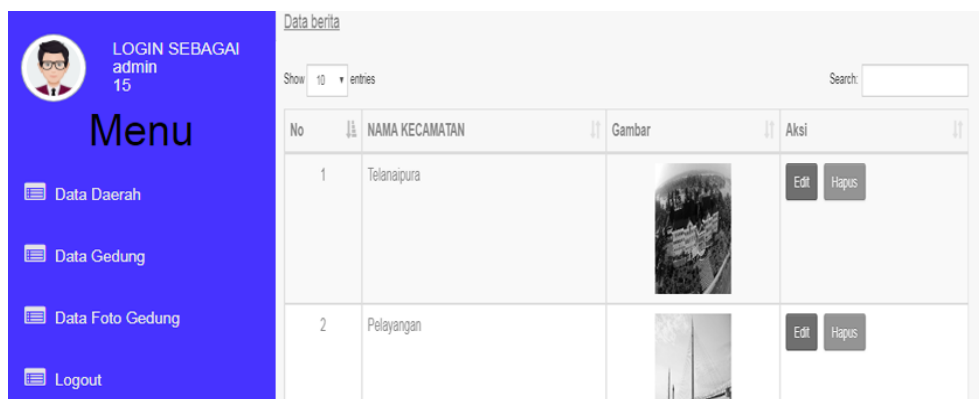 LOGIN SEBAGAI
admin
15
Menu
Data Daerah
Data Gedung
Data Foto Gedung
Logout
Data berita
Show 10 entries
Search:
No NAMA KECAMATAN Gambar Aksi
1 Telanaipura Edit Hapus
2 Pelayangan Edit Hapus